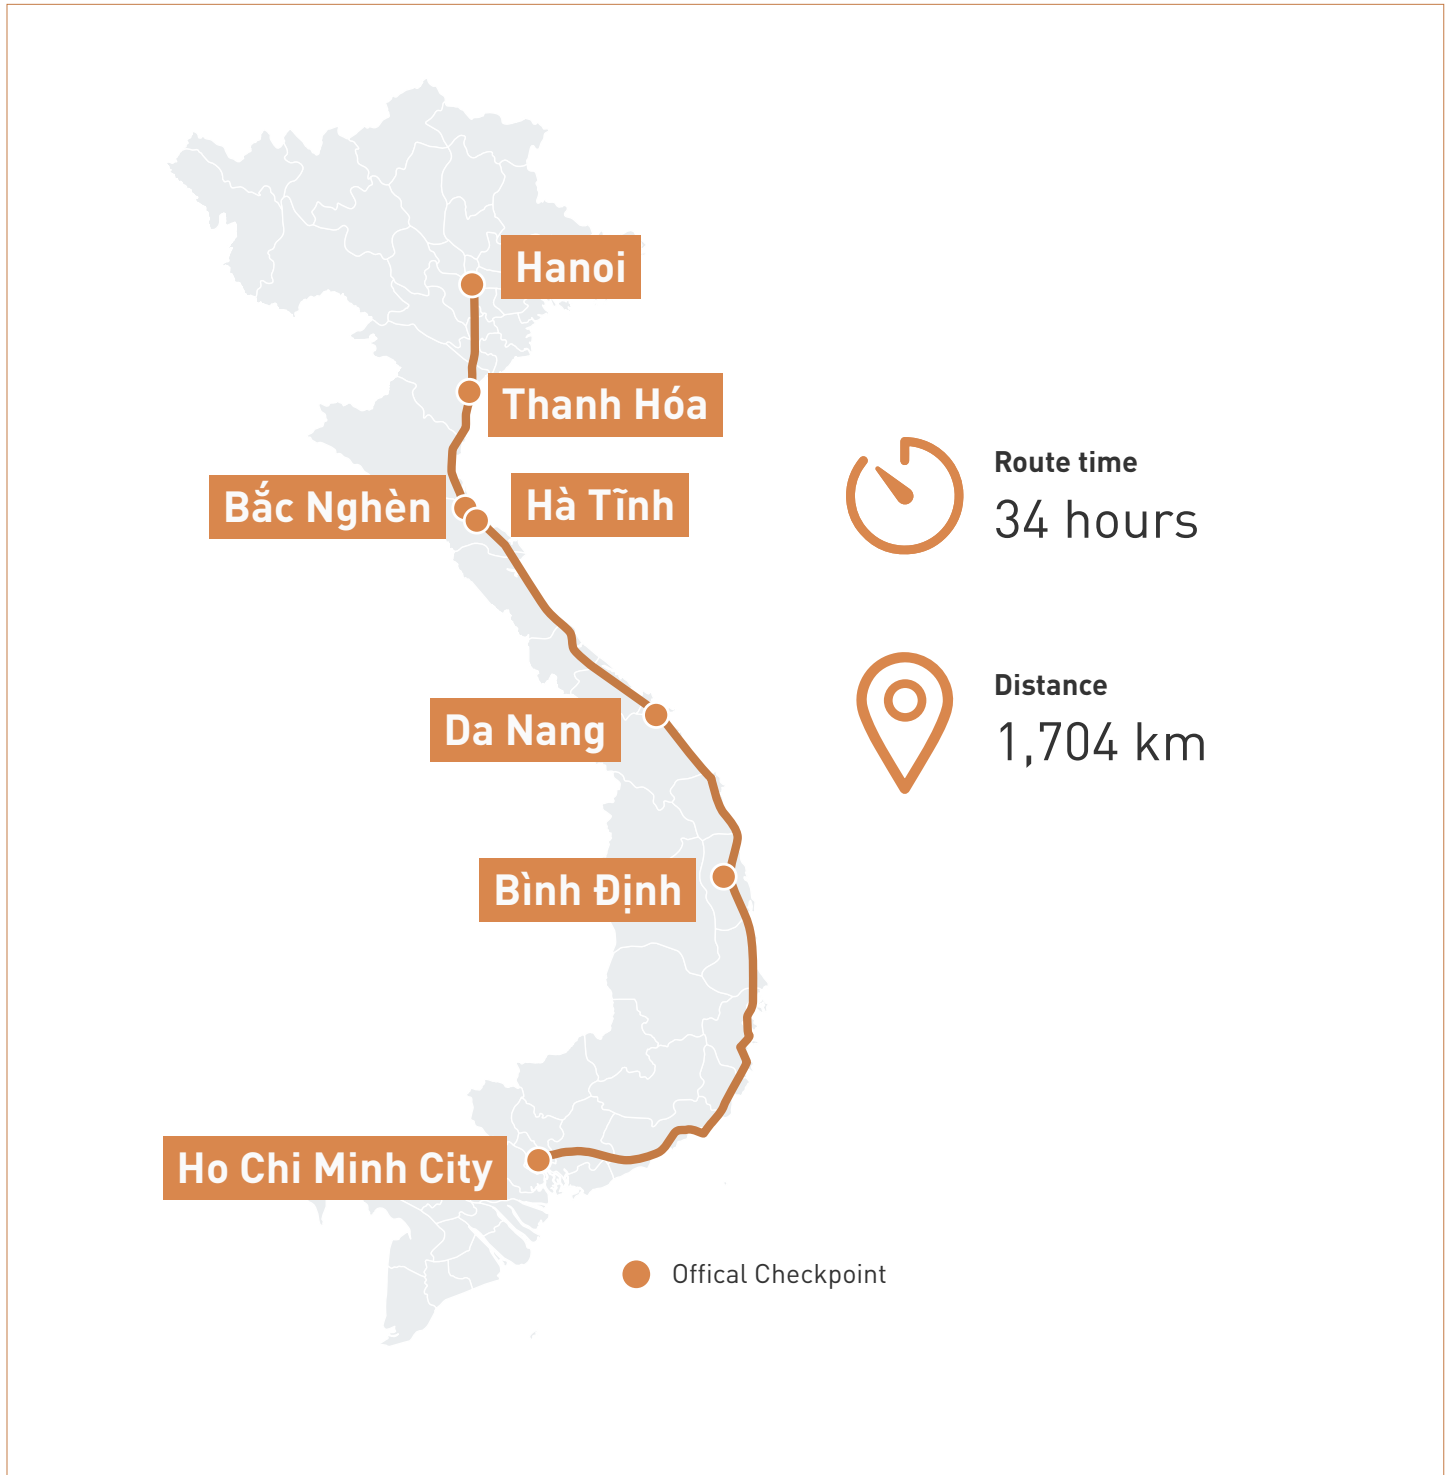 Hanoi
Thanh Hóa
Bắc Nghèn
Hà Tĩnh
Route time
34 hours
Distance
1,704 km
Da Nang
Bình Định
Ho Chi Minh City
Offical Checkpoint